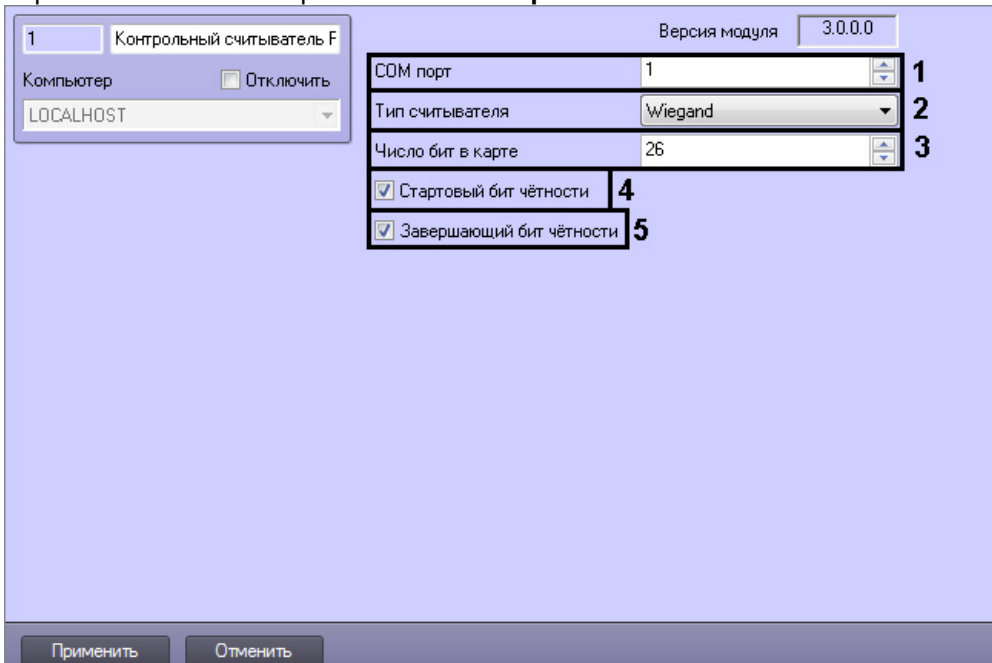 1 Контрольный считыватель F
Версия модуля 3.0.0.0
Компьютер Отключить
LOCALHOST
COM порт 1 1
Тип считывателя Wiegand 2
Число бит в карте 26 3
Стартовый бит чётности 4
Завершающий бит чётности 5
Применить Отменить